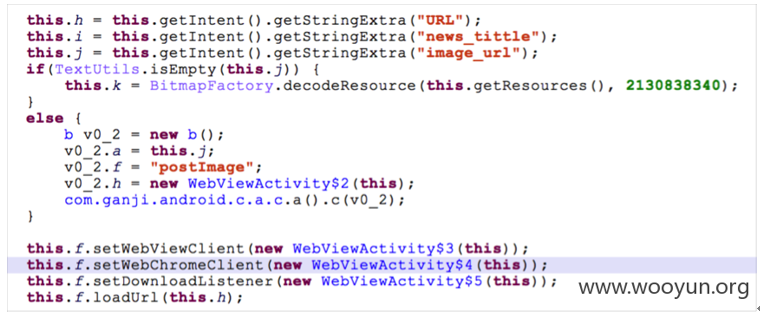 this.h = this.getIntent().getStringExtra("URL");
this.i = this.getIntent().getStringExtra("news_tittle");
this.j = this.getIntent().getStringExtra("image_url");
if(TextUtils.isEmpty(this.j)) {
    this.k = BitmapFactory.decodeResource(this.getResources(), 2130838340);
}
else {
    b v0_2 = new b();
    v0_2.a = this.j;
    v0_2.f = "postImage";
    v0_2.h = new WebViewActivity$2(this);
    com.ganji.android.c.a.c.a().c(v0_2);
}

this.f.setWebViewClient(new WebViewActivity$3(this));
this.f.setWebChromeClient(new WebViewActivity$4(this));
this.f.setDownloadListener(new WebViewActivity$5(this));
this.f.loadUrl(this.h);
www.wooyun.org